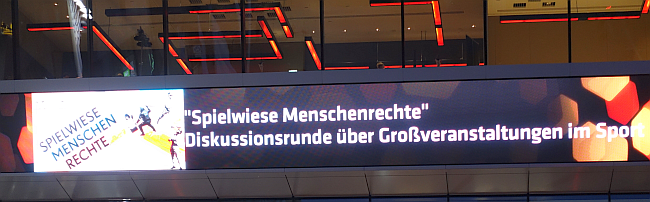 SPIELWIESE
MENSCHEN
RECHTE
"Spielwiese Menschenrechte"
Diskussionsrunde über Großveranstaltungen im Sport